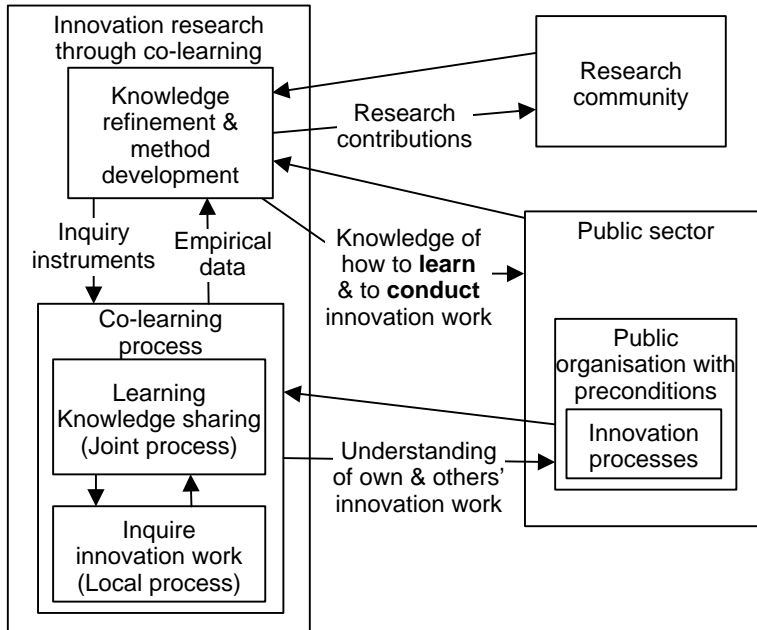 Innovation research
through co-learning
Knowledge
refinement &
method
development
Research
contributions
Research
community
Inquiry
instruments
Empirical
data
Knowledge of
how to learn
& to conduct
innovation work
Public sector
Co-learning
process
Learning
Knowledge sharing
(Joint process)
Inquire
innovation work
(Local process)
Understanding
of own & others’
innovation work
Public
organisation with
preconditions
Innovation
processes